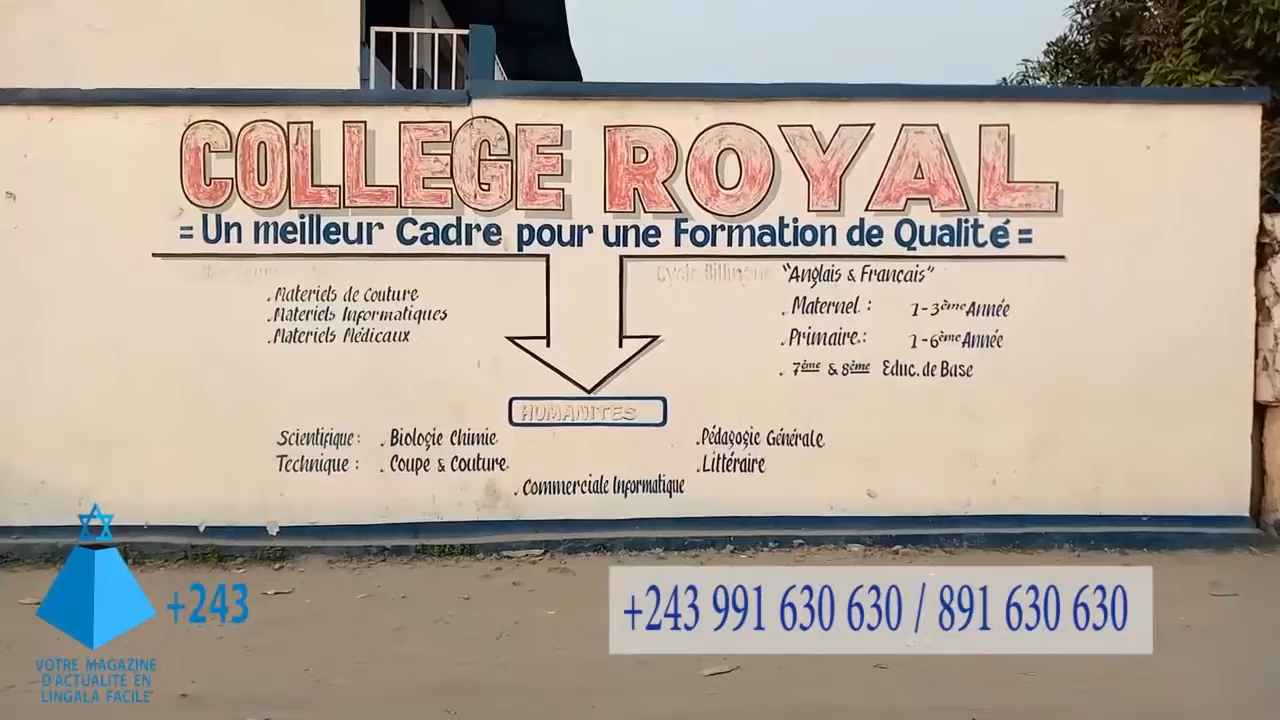 COLLEGE ROYAL
= Un meilleur Cadre pour une Formation de Qualité =
. Materiels de Couture
. Materiels Informatiques
. Materiels Médicaux
Cycle Bilingue "Anglais & Français"
. Maternel : 1-3ème Année
. Primaire : 1-6ème Année
. 7ème & 8ème Educ. de Base
HUMANITES
Scientifique : . Biologie Chimie
Technique : . Coupe & Couture
. Pédagogie Générale
. Littéraire
. Commerciale Informatique
+243
VOTRE MAGAZINE
D'ACTUALITE EN
LINGALA FACILE
+243 991 630 630 / 891 630 630